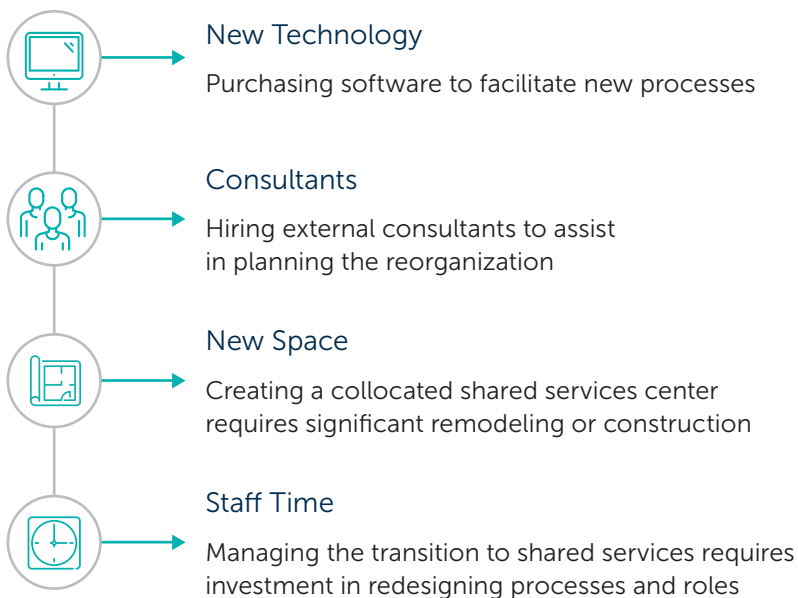 New Technology
Purchasing software to facilitate new processes
Consultants
Hiring external consultants to assist
in planning the reorganization
New Space
Creating a collocated shared services center
requires significant remodeling or construction
Staff Time
Managing the transition to shared services requires
investment in redesigning processes and roles